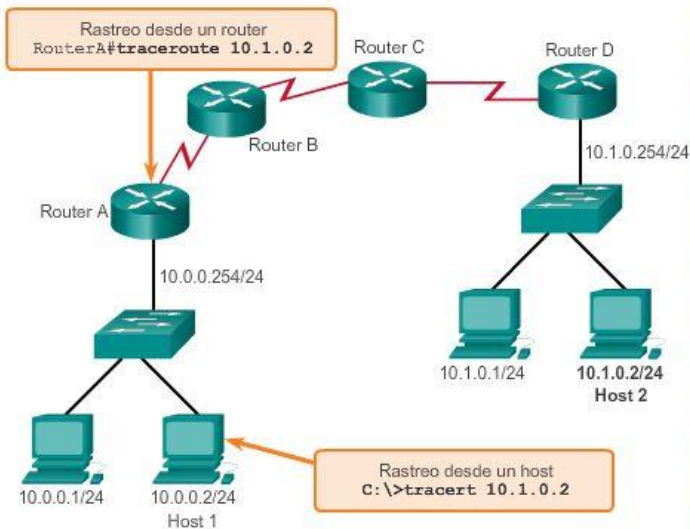 Rastreo desde un router
RouterA#traceroute 10.1.0.2
Router C
Router D
Router B
10.1.0.254/24
Router A
10.0.0.254/24
10.1.0.1/24
10.1.0.2/24
Host 2
Rastreo desde un host
C:\>tracert 10.1.0.2
10.0.0.1/24
10.0.0.2/24
Host 1